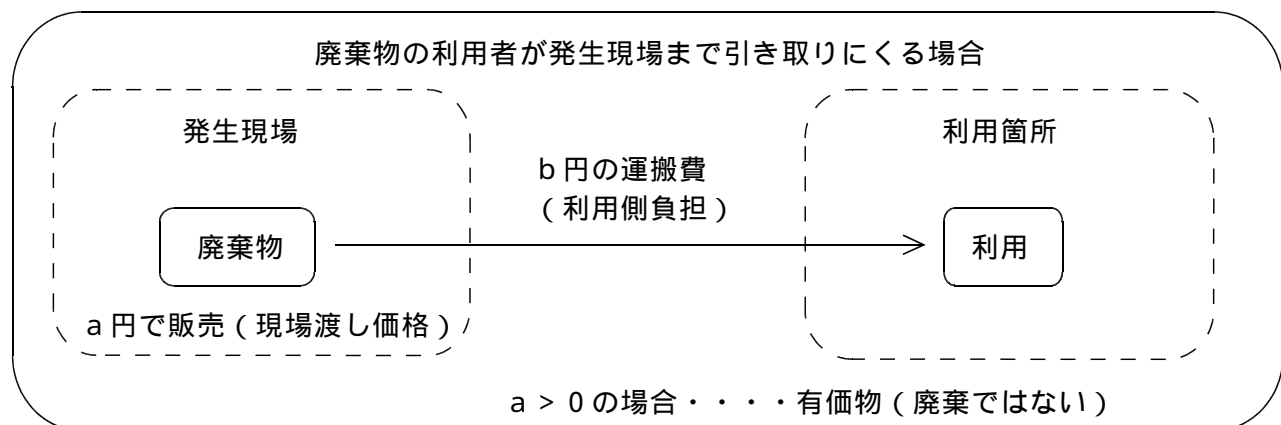 廃棄物の利用者が発生現場まで引き取りにくる場合
発生現場
利用箇所
ｂ円の運搬費
（利用側負担）
廃棄物
利用
ａ円で販売（現場渡し価格）
ａ＞０の場合・・・・有価物（廃棄ではない）